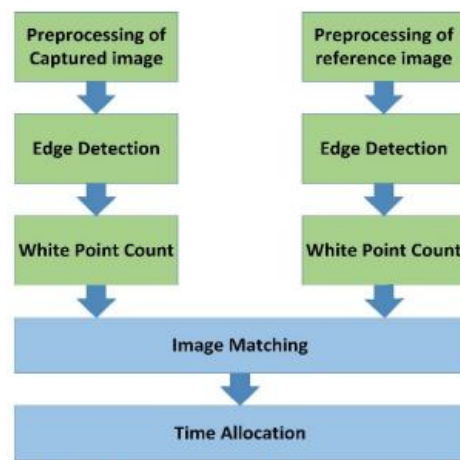 Preprocessing of
Captured image
Preprocessing of
reference image
Edge Detection
Edge Detection
White Point Count
White Point Count
Image Matching
Time Allocation